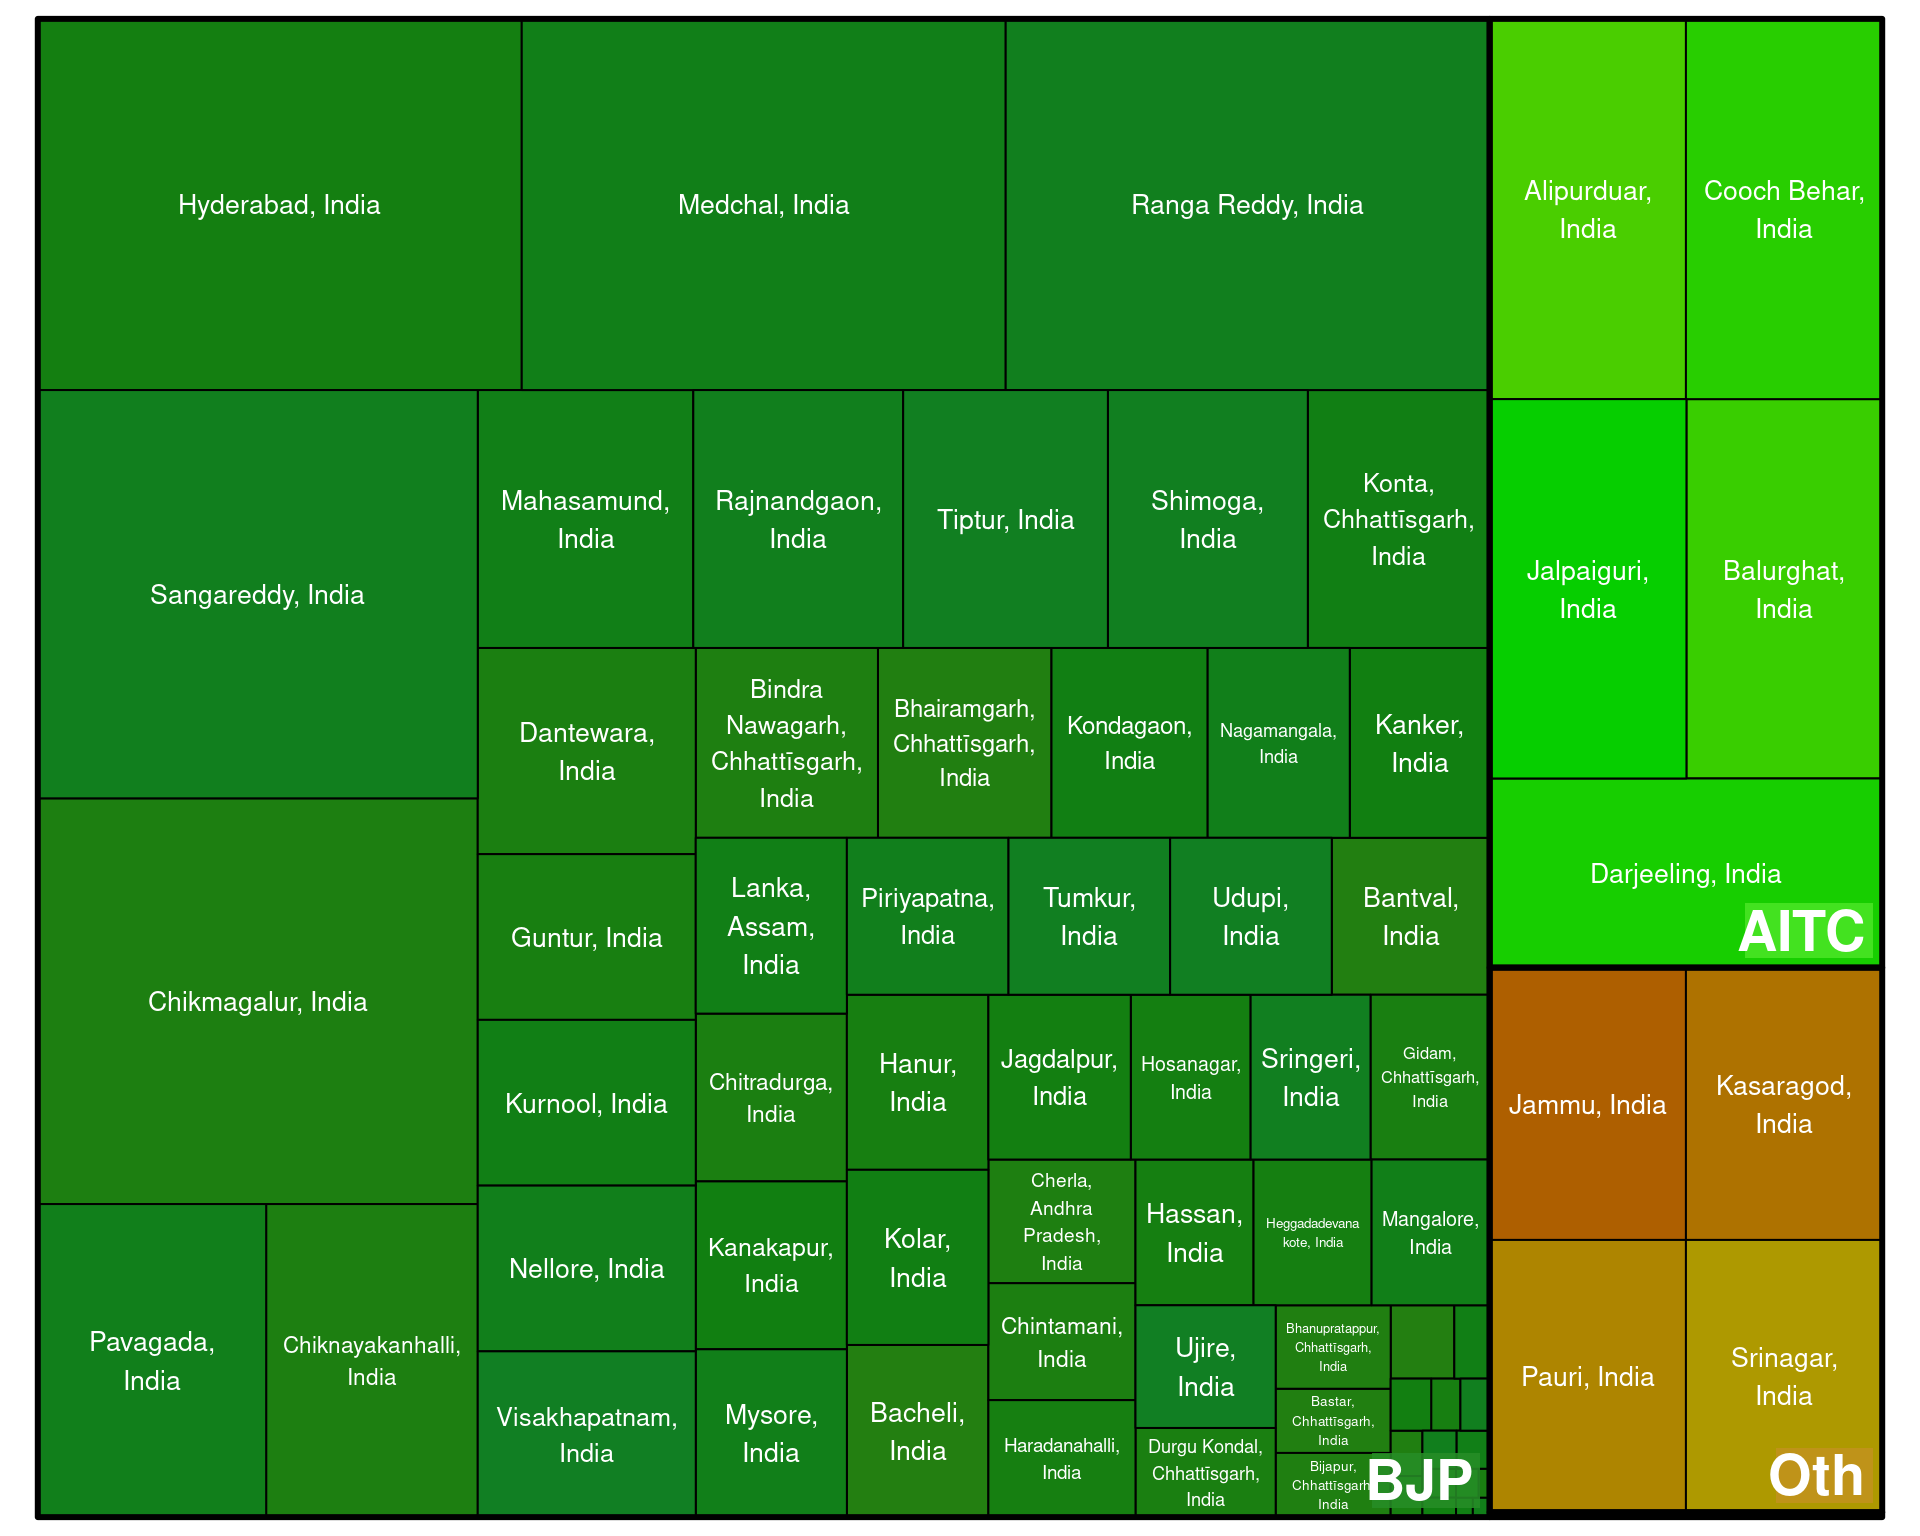 Hyderabad, India
Medchal, India
Ranga Reddy, India
Alipurduar,
India
Cooch Behar,
India
Sangareddy, India
Mahasamund,
India
Rajnandgaon,
India
Tiptur, India
Shimoga,
India
Konta,
Chhattīsgarh,
India
Jalpaiguri,
India
Balurghat,
India
Dantewara,
India
Bindra
Nawagarh,
Chhattīsgarh,
India
Bhairamgarh,
Chhattīsgarh,
India
Kondagaon,
India
Nagamangala,
India
Kanker,
India
Darjeeling, India
AITC
Chikmagalur, India
Guntur, India
Lanka,
Assam,
India
Piriyapatna,
India
Tumkur,
India
Udupi,
India
Bantval,
India
Kurnool, India
Chitradurga,
India
Hanur,
India
Jagdalpur,
India
Hosanagar,
India
Sringeri,
India
Gidam,
Chhattīsgarh,
India
Jammu, India
Kasaragod,
India
Pavagada,
India
Chiknayakanhalli,
India
Nellore, India
Kanakapur,
India
Kolar,
India
Cherla,
Andhra
Pradesh,
India
Hassan,
India
Heggadadevana
kote, India
Mangalore,
India
Visakhapatnam,
India
Mysore,
India
Bacheli,
India
Chintamani,
India
Haradanahalli,
India
Ujire,
India
Durgu Kondal,
Chhattīsgarh,
India
Bhanupratappur,
Chhattīsgarh,
India
Bastar,
Chhattīsgarh,
India
Bijapur,
Chhattīsgarh
India
BJP
Pauri, India
Srinagar,
India
Oth